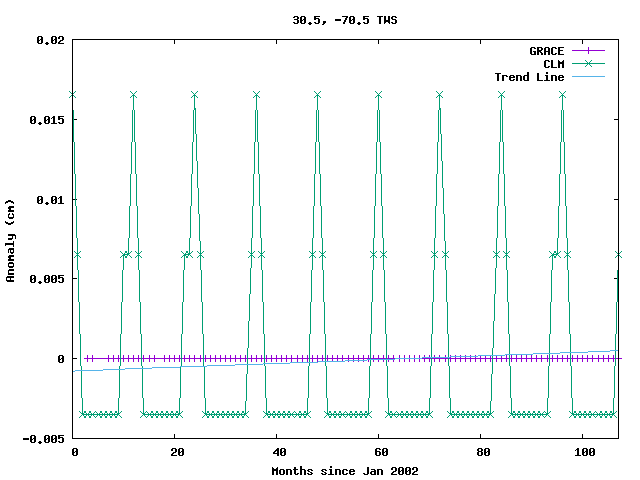 30.5, -70.5 TWS
GRACE
CLM
Trend Line
0.02
0.015
0.01
0.005
0
-0.005
Anomaly (cm)
0 20 40 60 80 100
Months since Jan 2002